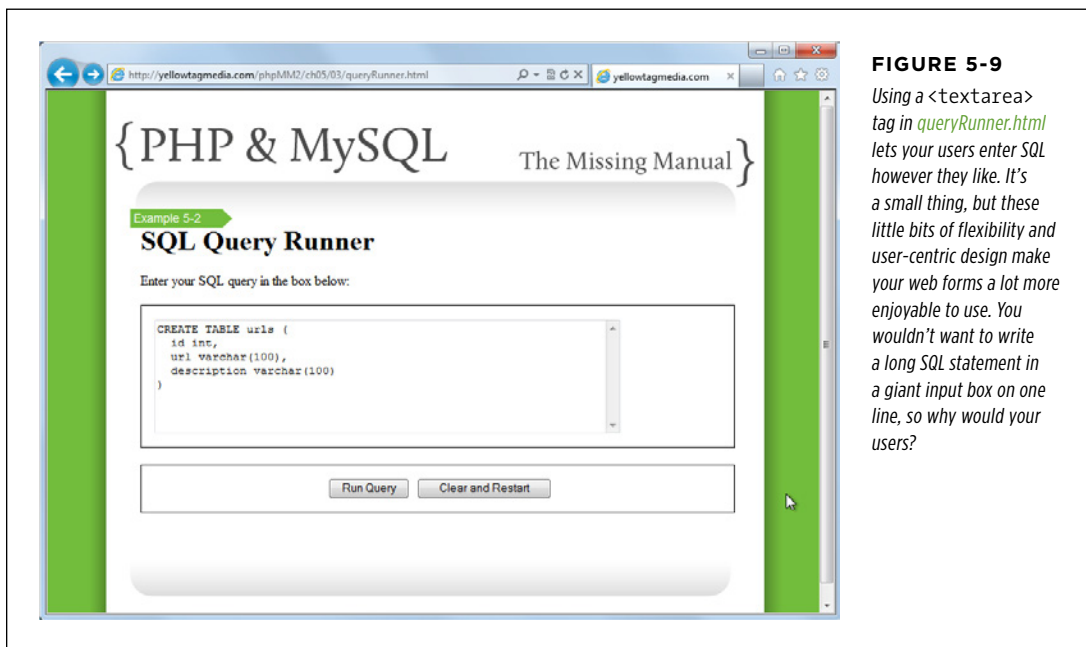 http://yellowtagmedia.com/phpMM2/ch05/03/queryRunner.html
yellowtagmedia.com
{PHP & MySQL
The Missing Manual}
Example 5-2
SQL Query Runner
Enter your SQL query in the box below:
CREATE TABLE urls (
  id int,
  url varchar(100),
  description varchar(100)
)
Run Query
Clear and Restart
FIGURE 5-9
Using a <textarea>
tag in queryRunner.html
lets your users enter SQL
however they like. It’s
a small thing, but these
little bits of flexibility and
user-centric design make
your web forms a lot more
enjoyable to use. You
wouldn’t want to write
a long SQL statement in
a giant input box on one
line, so why would your
users?